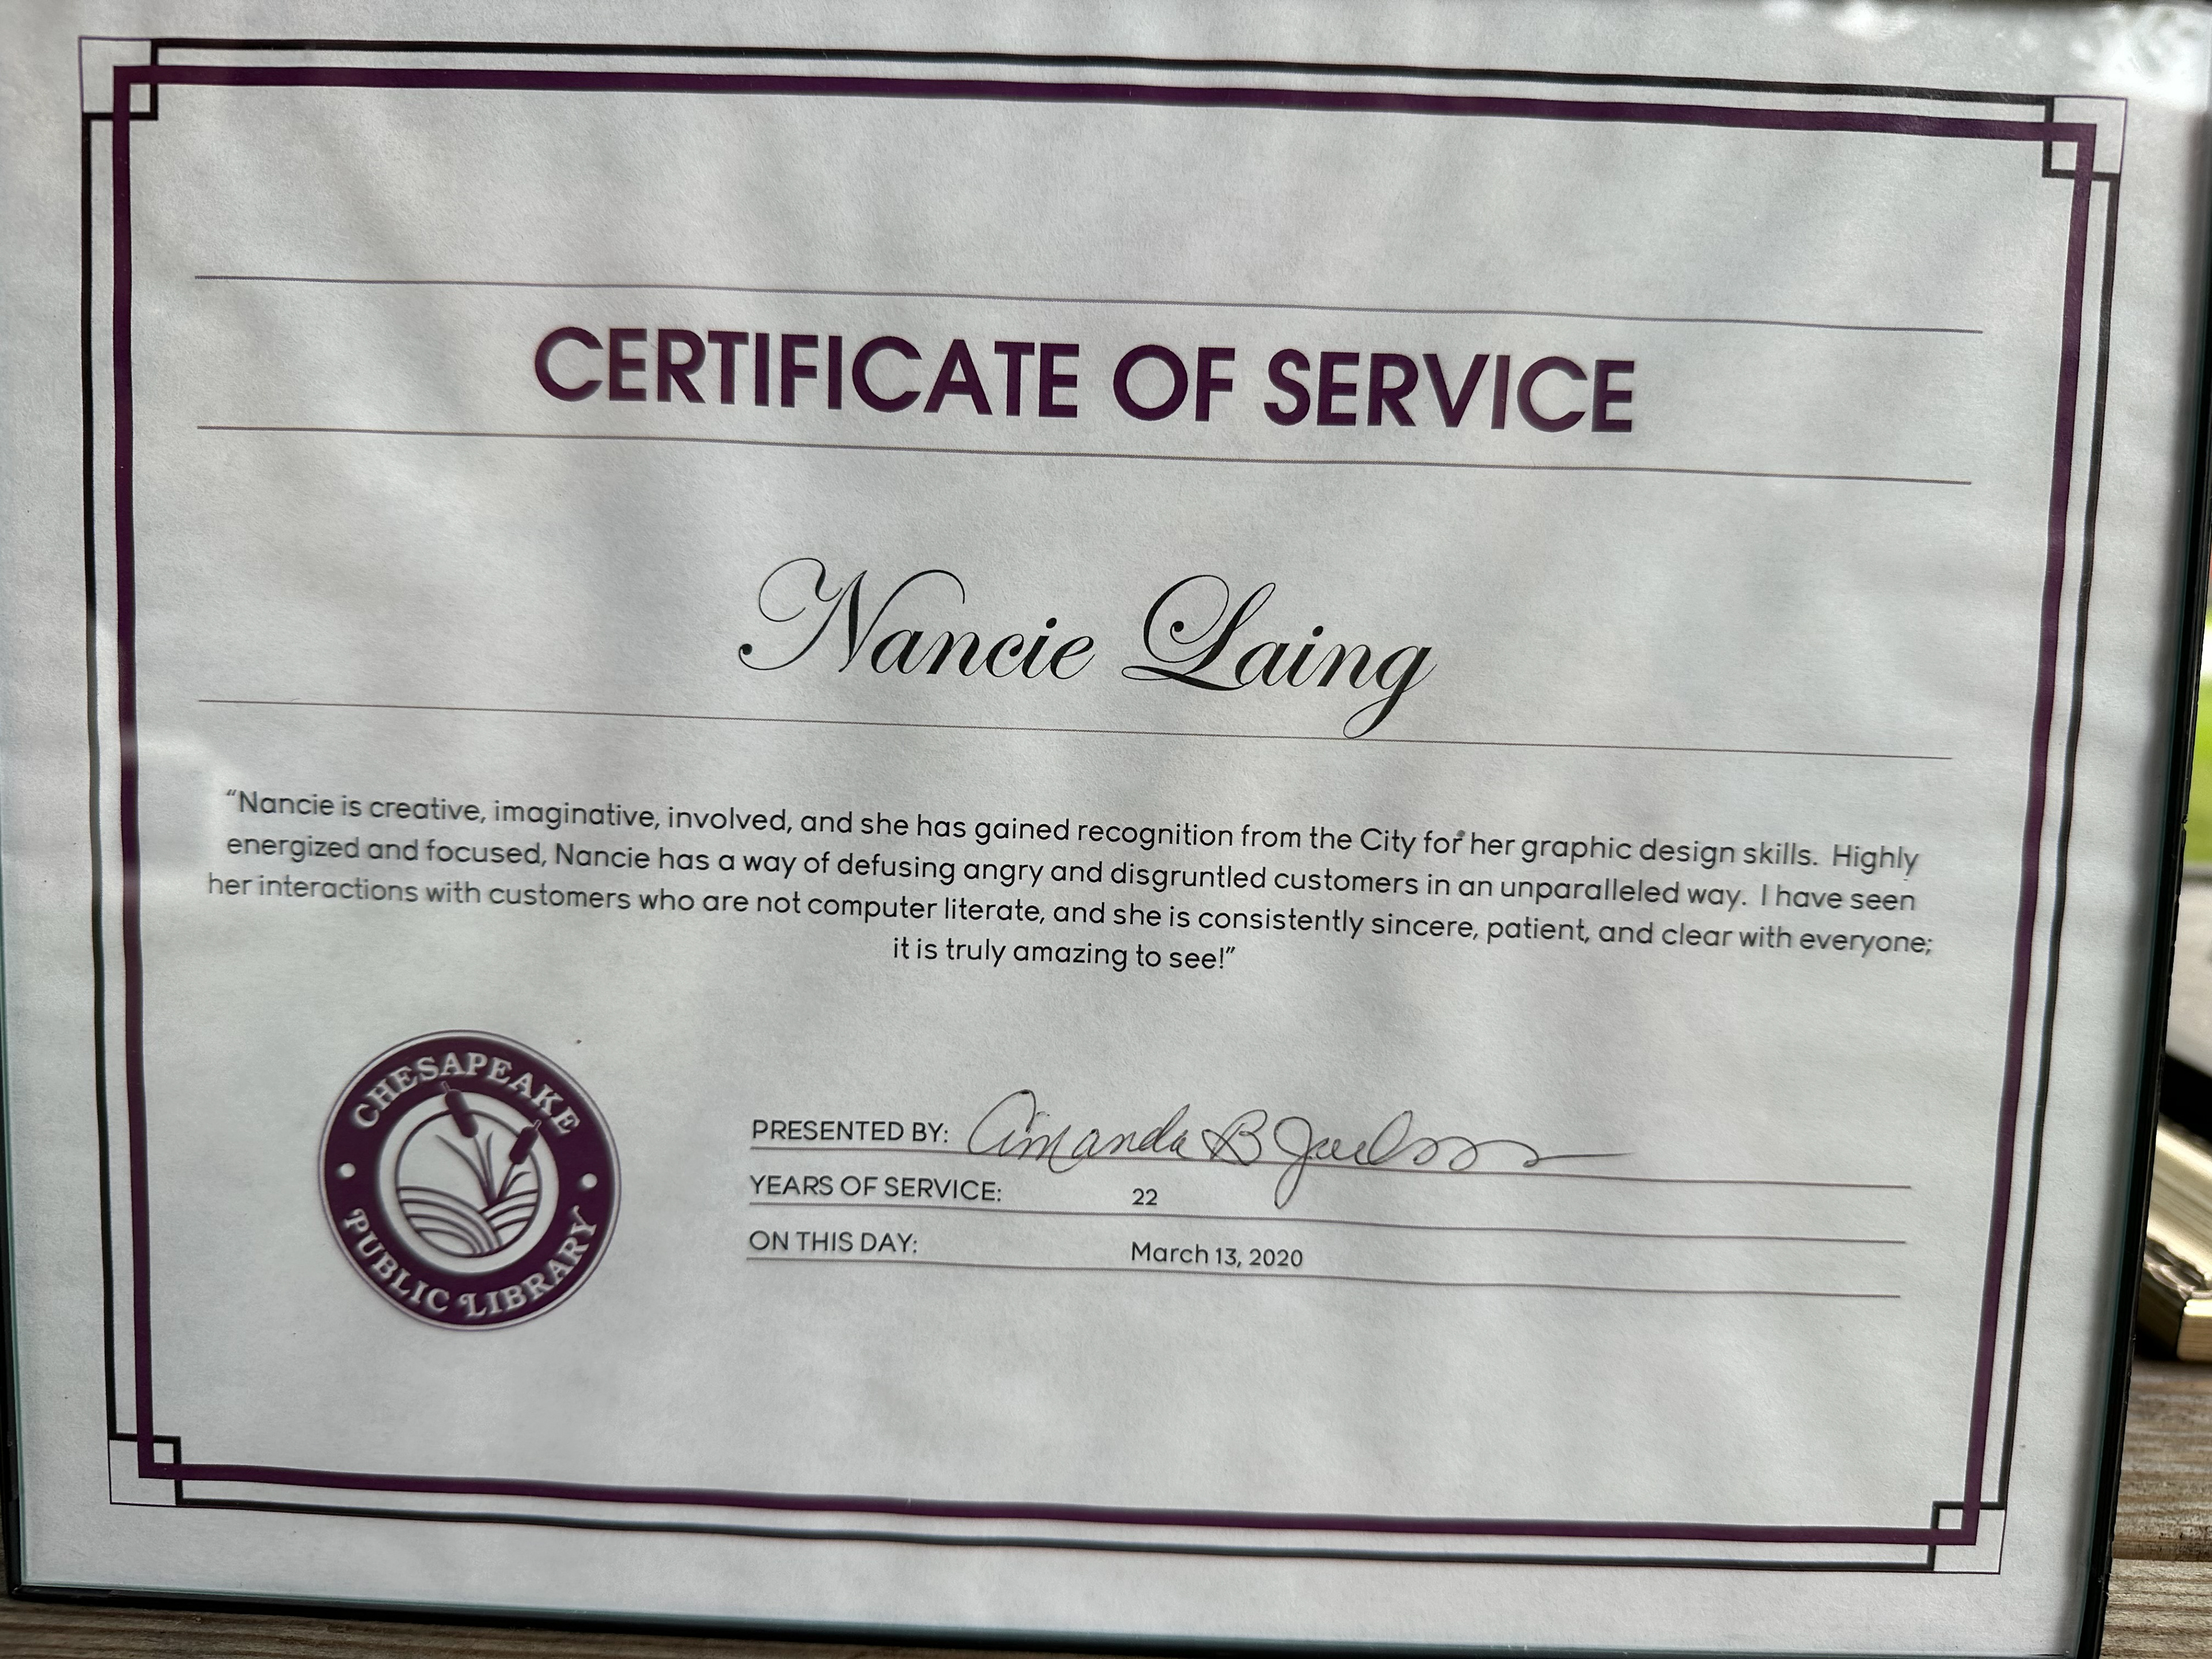 CERTIFICATE OF SERVICE
Nancie Laing
“Nancie is creative, imaginative, involved, and she has gained recognition from the City for her graphic design skills. Highly
energized and focused, Nancie has a way of defusing angry and disgruntled customers in an unparalleled way. I have seen
her interactions with customers who are not computer literate, and she is consistently sincere, patient, and clear with everyone;
it is truly amazing to see!”
CHESAPEAKE
PUBLIC LIBRARY
PRESENTED BY: Amanda B Jackson
YEARS OF SERVICE: 22
ON THIS DAY: March 13, 2020